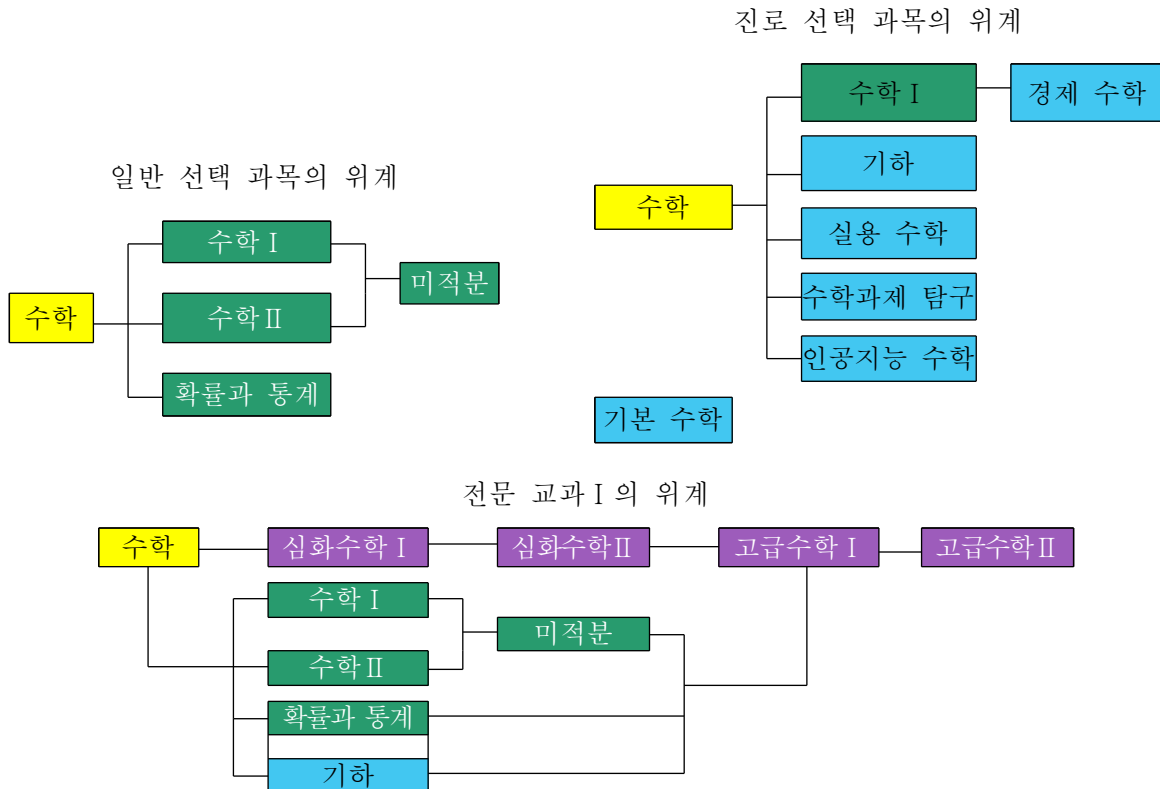 진로 선택 과목의 위계
수학Ⅰ
경제 수학
기하
수학
실용 수학
수학과제 탐구
인공지능 수학
기본 수학
일반 선택 과목의 위계
수학Ⅰ
미적분
수학
수학Ⅱ
확률과 통계
전문 교과Ⅰ의 위계
수학
심화수학Ⅰ
심화수학Ⅱ
고급수학Ⅰ
고급수학Ⅱ
수학Ⅰ
미적분
수학Ⅱ
확률과 통계
기하